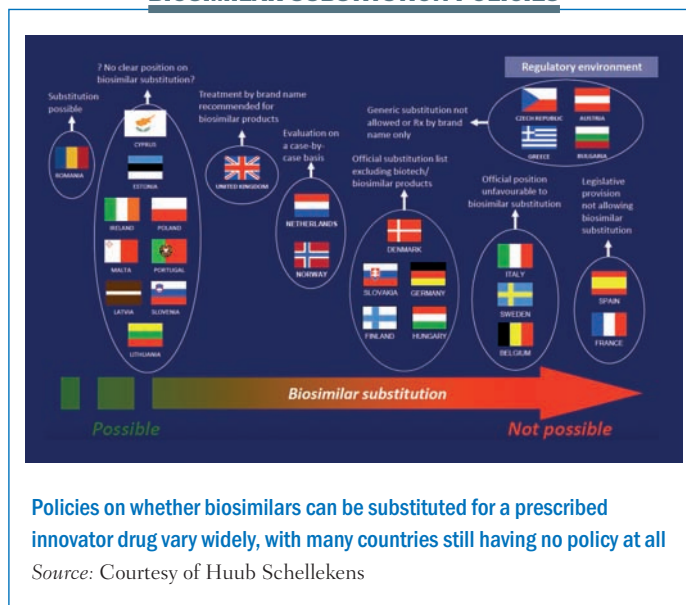 BIOSIMILAR SUBSTITUTION POLICIES
? No clear position on
biosimilar substitution?
Substitution
possible
ROMANIA
CYPRUS
ESTONIA
IRELAND POLAND
MALTA PORTUGAL
LATVIA SLOVENIA
LITHUANIA
Treatment by brand name
recommended for
biosimilar products
UNITED KINGDOM
Evaluation on
a case-by-
case basis
NETHERLANDS
NORWAY
Official substitution list
excluding biotech/
biosimilar products
DENMARK
SLOVAKIA GERMANY
FINLAND HUNGARY
Regulatory environment
Generic substitution not
allowed or Rx by brand
name only
CZECH REPUBLIC AUSTRIA
GREECE BULGARIA
Official position
unfavourable to
biosimilar substitution
ITALY
SWEDEN
BELGIUM
Legislative
provision
not allowing
biosimilar
substitution
SPAIN
FRANCE
Biosimilar substitution
Possible Not possible
Policies on whether biosimilars can be substituted for a prescribed
innovator drug vary widely, with many countries still having no policy at all
Source: Courtesy of Huub Schellekens